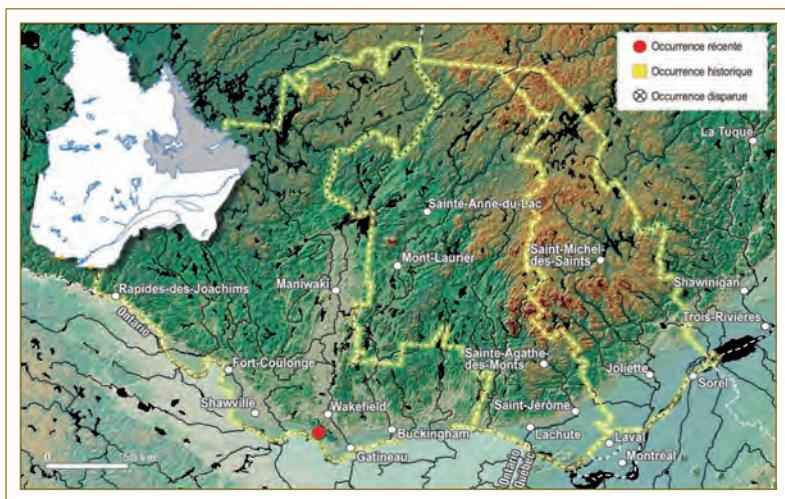 Occurrence récente
Occurrence historique
Occurrence disparue
La Tuque
Sainte-Anne-du-Lac
Saint-Michel-
des-Saints
Mont-Laurier
Maniwaki
Rapides-des-Joachims
Shawinigan
Trois-Rivières
Ontario
Fort-Coulonge
Sainte-Agathe-
des-Monts
Joliette
Sorel
Shawville
Wakefield
Saint-Jérôme
Buckingham
Lachute
Laval
Gatineau
Montréal
Ontario
Québec
0 50 km